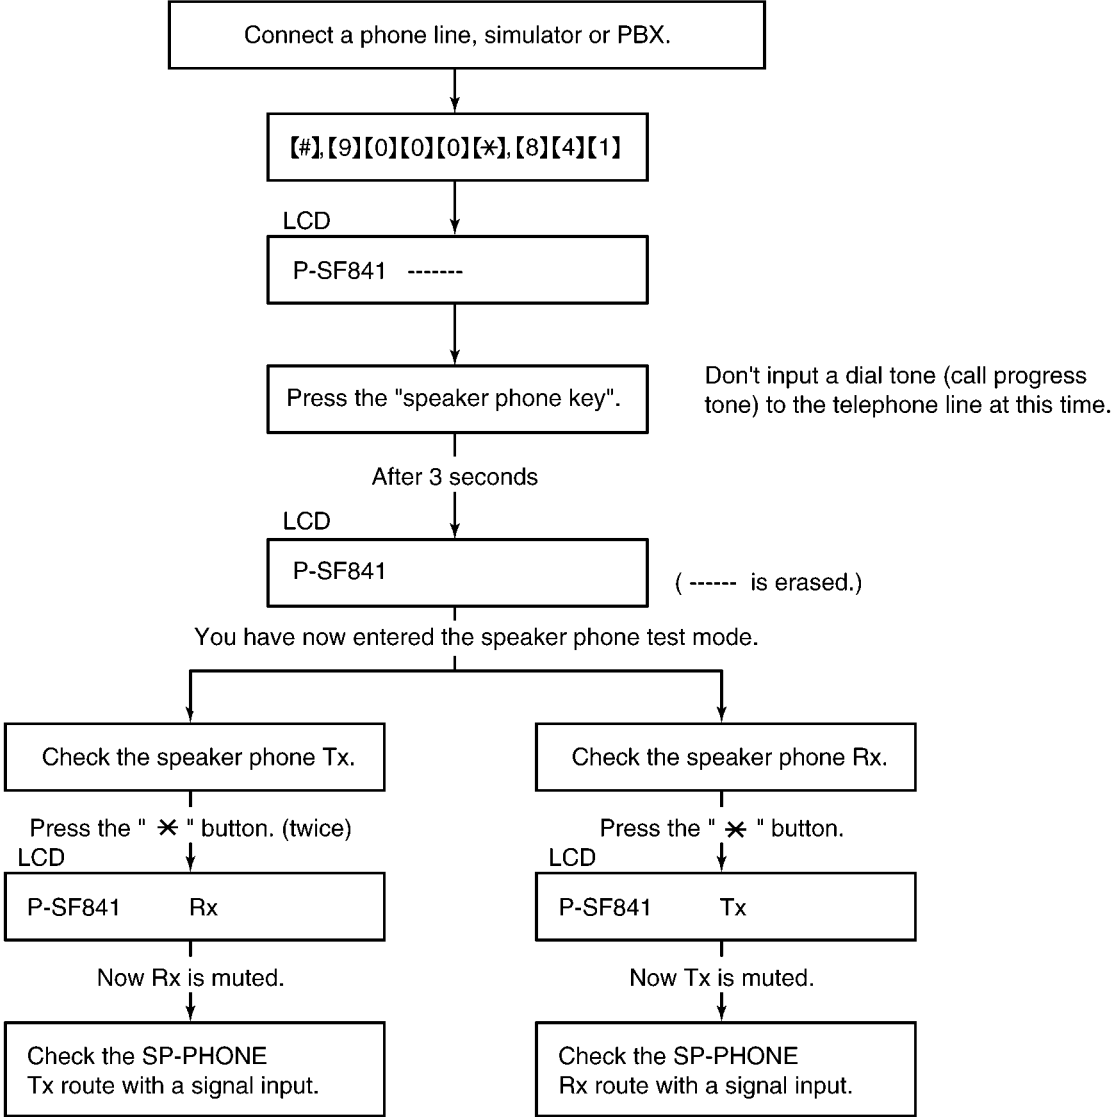 Connect a phone line, simulator or PBX.
【#】,【9】【0】【0】【0】【*】,【8】【4】【1】
LCD
P-SF841 -------
Press the "speaker phone key".
Don't input a dial tone (call progress
tone) to the telephone line at this time.
After 3 seconds
LCD
P-SF841
( ------ is erased.)
You have now entered the speaker phone test mode.
Check the speaker phone Tx.
Press the " * " button. (twice)
LCD
P-SF841 Rx
Now Rx is muted.
Check the SP-PHONE
Tx route with a signal input.
Check the speaker phone Rx.
Press the " * " button.
LCD
P-SF841 Tx
Now Tx is muted.
Check the SP-PHONE
Rx route with a signal input.